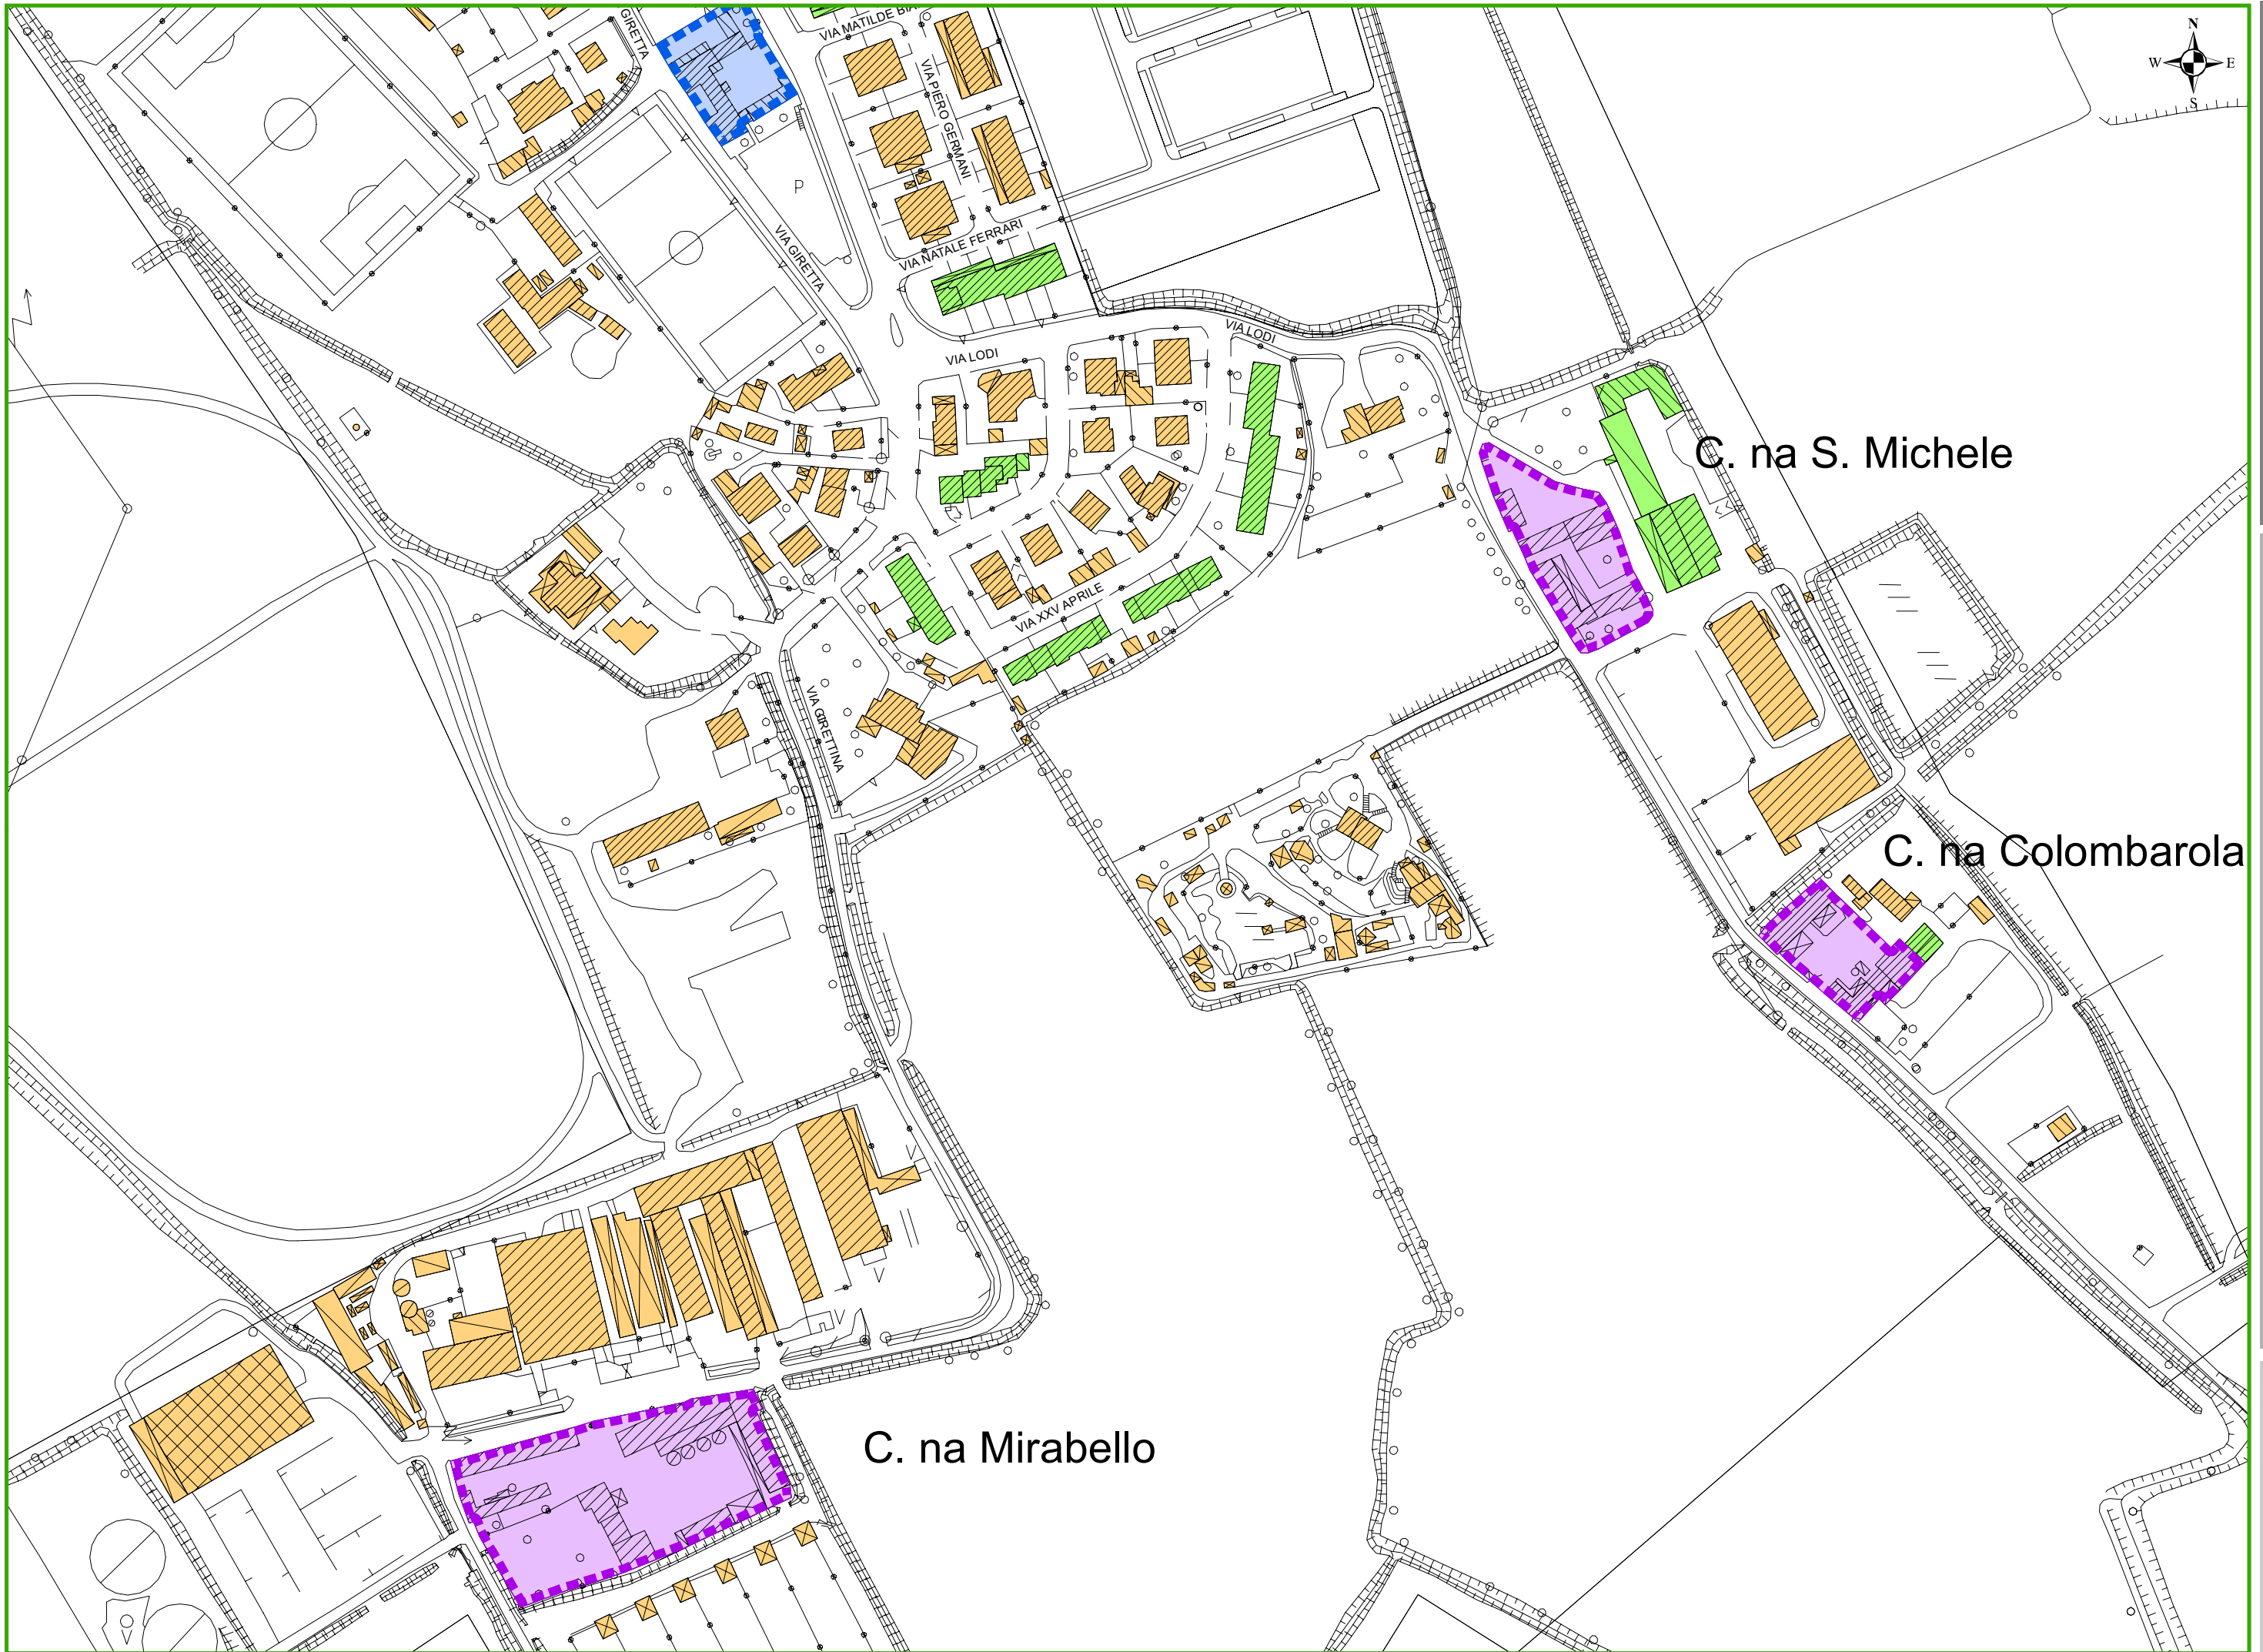 GIRETTA
VIA MATILDE BIA
N
W E
S
VIA PIERO GERMANI
P
VIA GIRETTA
VIA NATALE FERRARI
VIA LODI
VIA LODI
C. na S. Michele
VIA XXV APRILE
VIA GIRETTINA
C. na Colombarola
C. na Mirabello